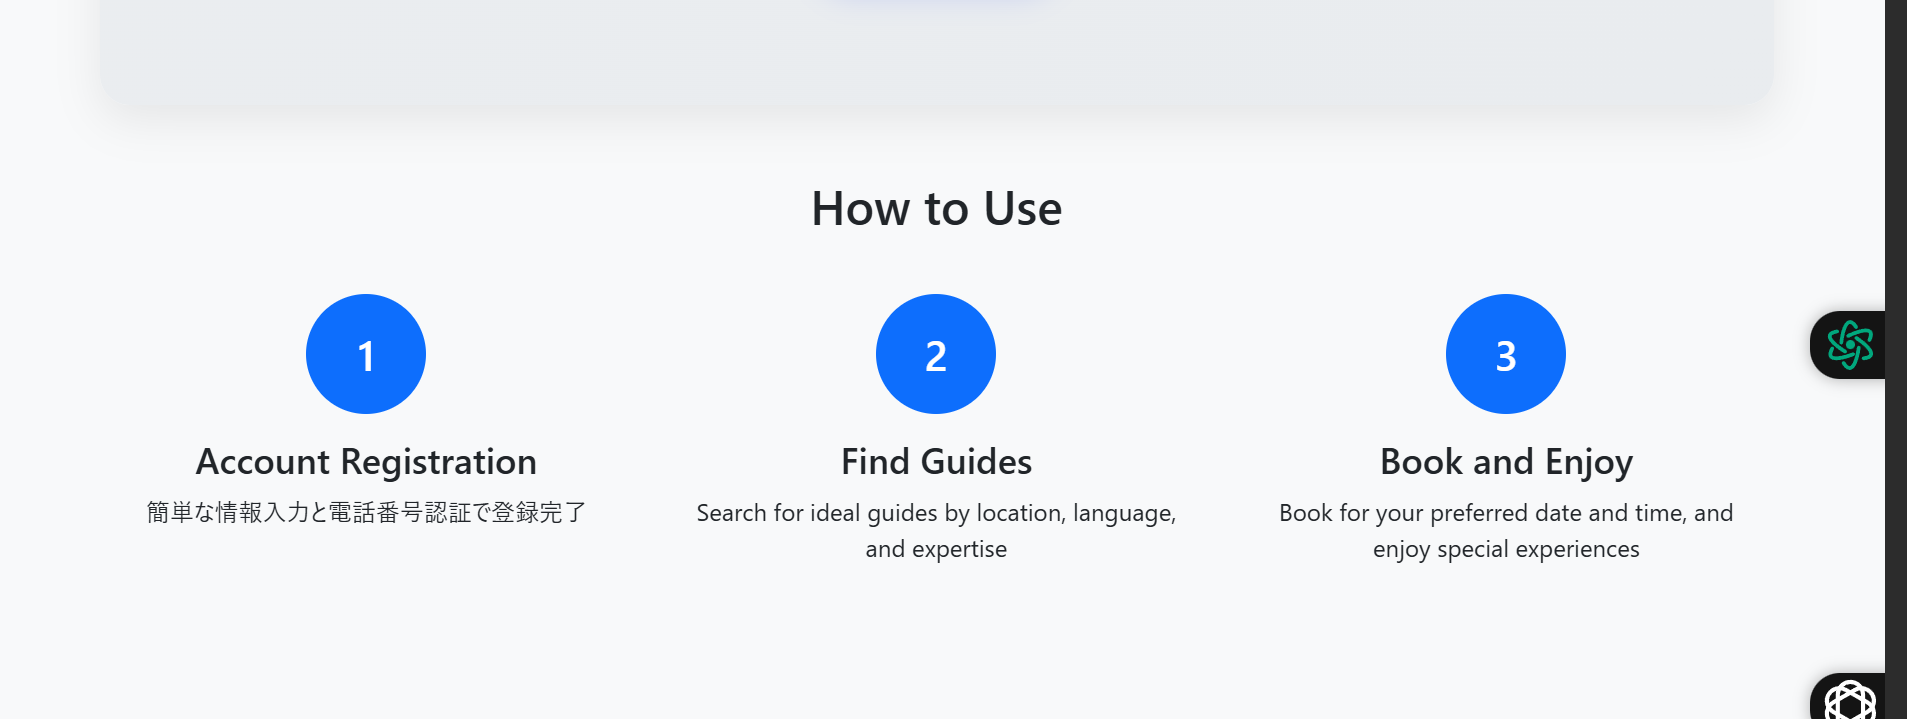 How to Use
1
2
3
Account Registration
Find Guides
Book and Enjoy
簡単な情報入力と電話番号認証で登録完了
Search for ideal guides by location, language,
and expertise
Book for your preferred date and time, and
enjoy special experiences